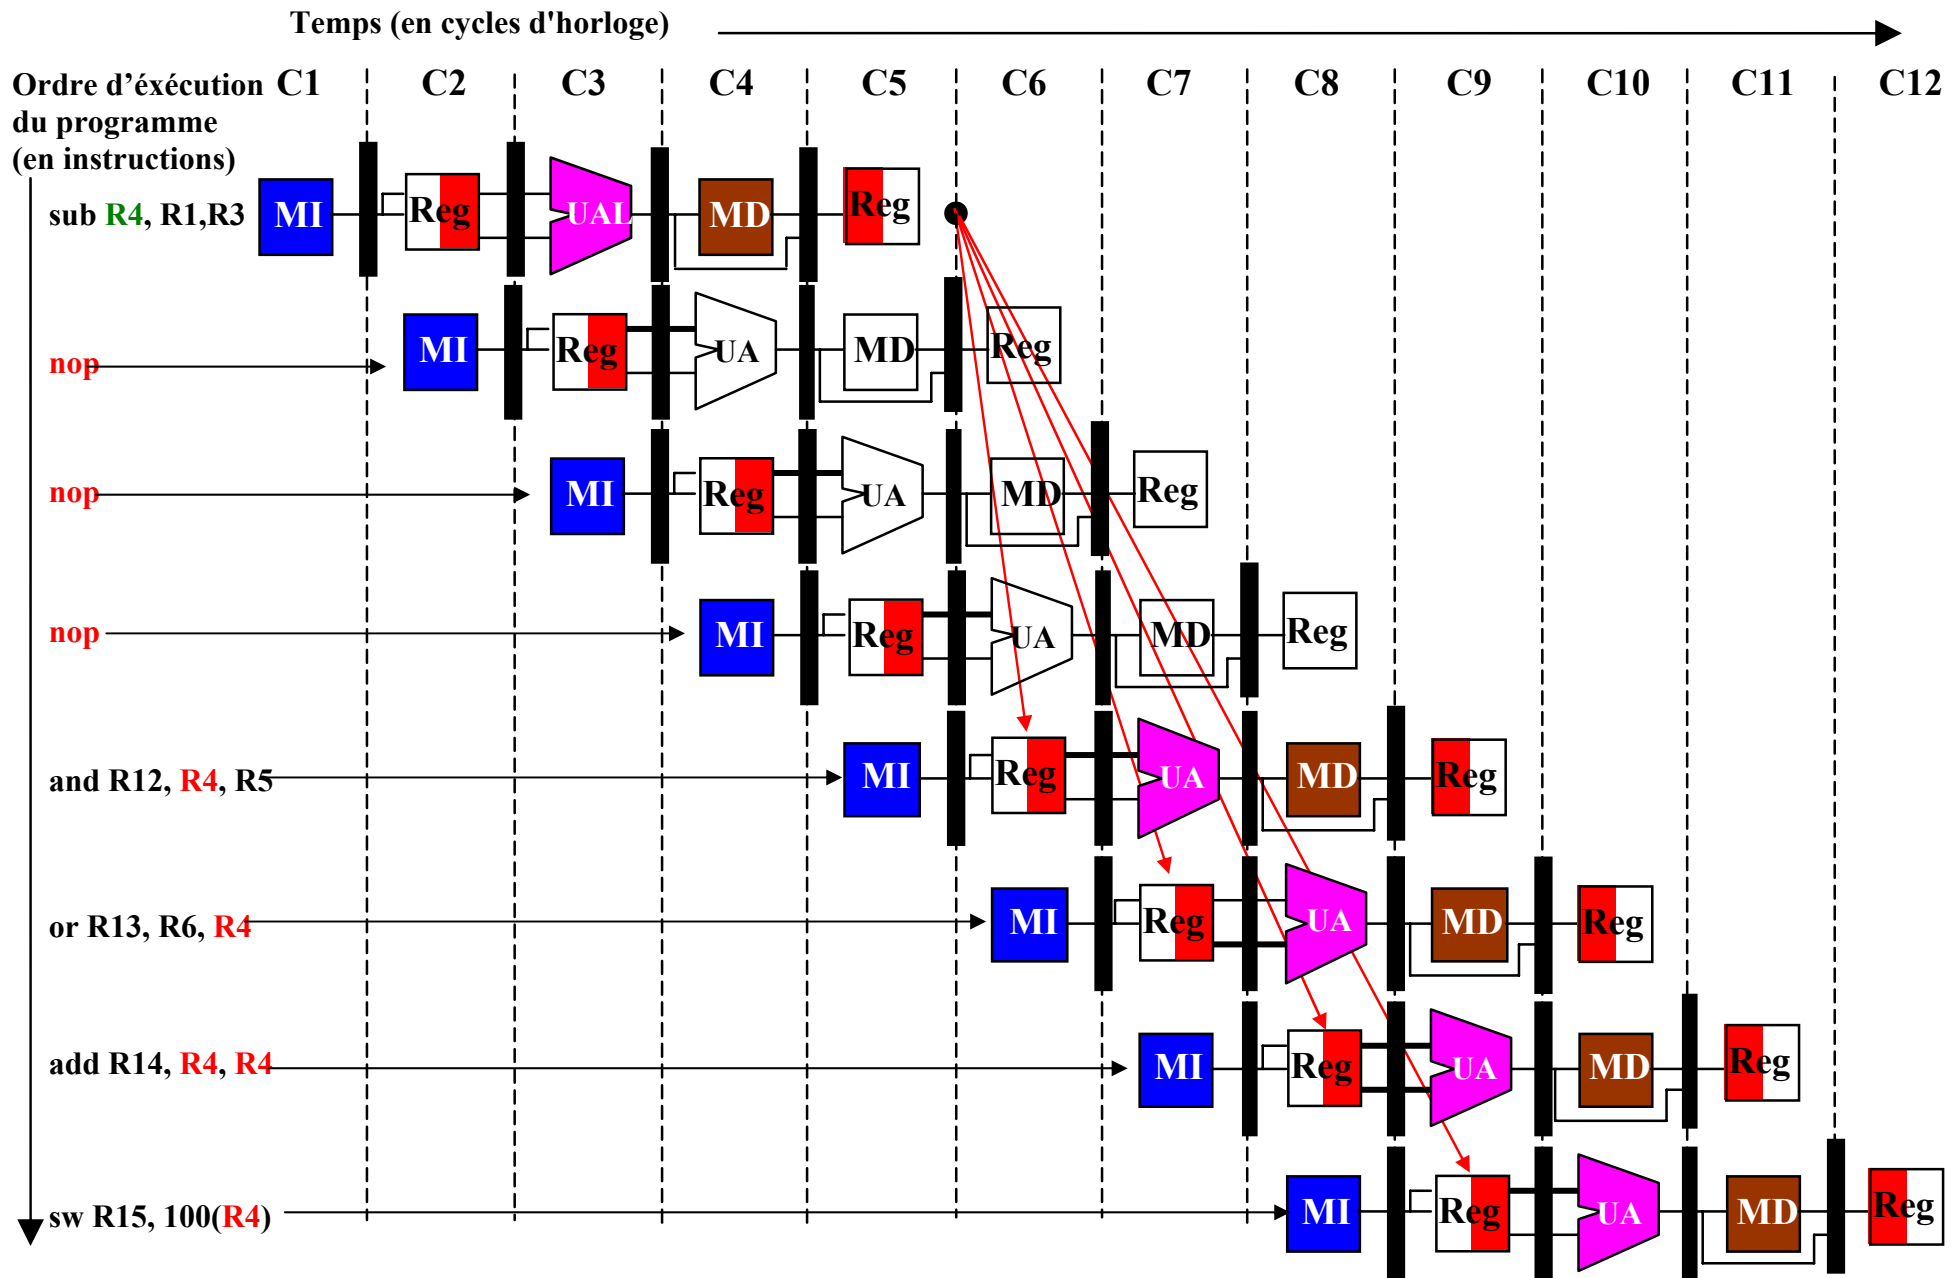 Temps (en cycles d'horloge)
Ordre d’éxécution
du programme
(en instructions)
C1 C2 C3 C4 C5 C6 C7 C8 C9 C10 C11 C12
sub R4, R1,R3 MI Reg UAL MD Reg
nop MI Reg UA MD Reg
nop MI Reg UA MD Reg
nop MI Reg UA MD Reg
and R12, R4, R5 MI Reg UA MD Reg
or R13, R6, R4 MI Reg UA MD Reg
add R14, R4, R4 MI Reg UA MD Reg
sw R15, 100(R4) MI Reg UA MD Reg